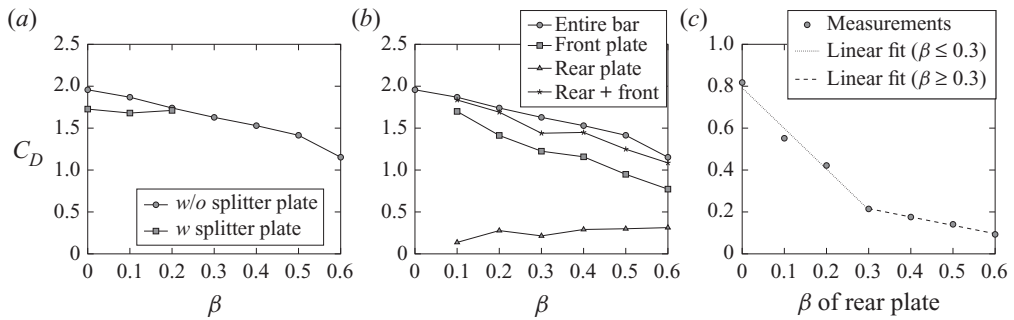 (a)
2.5
2.0
1.5
1.0
0.5
0
C_D
w/o splitter plate
w splitter plate
0 0.1 0.2 0.3 0.4 0.5 0.6
β
(b)
Entire bar
Front plate
Rear plate
Rear + front
2.5
2.0
1.5
1.0
0.5
0
0 0.1 0.2 0.3 0.4 0.5 0.6
β
(c)
Measurements
Linear fit (β ≤ 0.3)
Linear fit (β ≥ 0.3)
1.0
0.8
0.6
0.4
0.2
0
0 0.1 0.2 0.3 0.4 0.5 0.6
β of rear plate